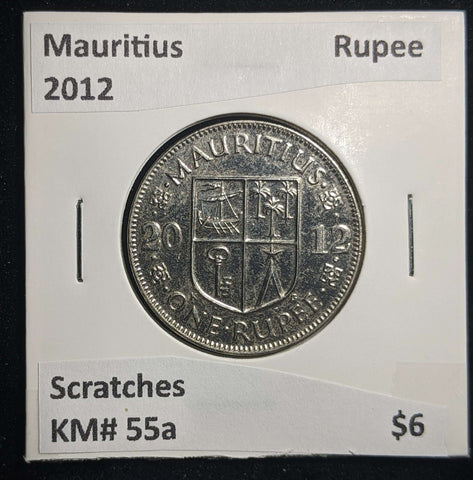 Mauritius Rupee
2012
MAURITIUS
20 12
ONE RUPEE
Scratches
KM# 55a $6